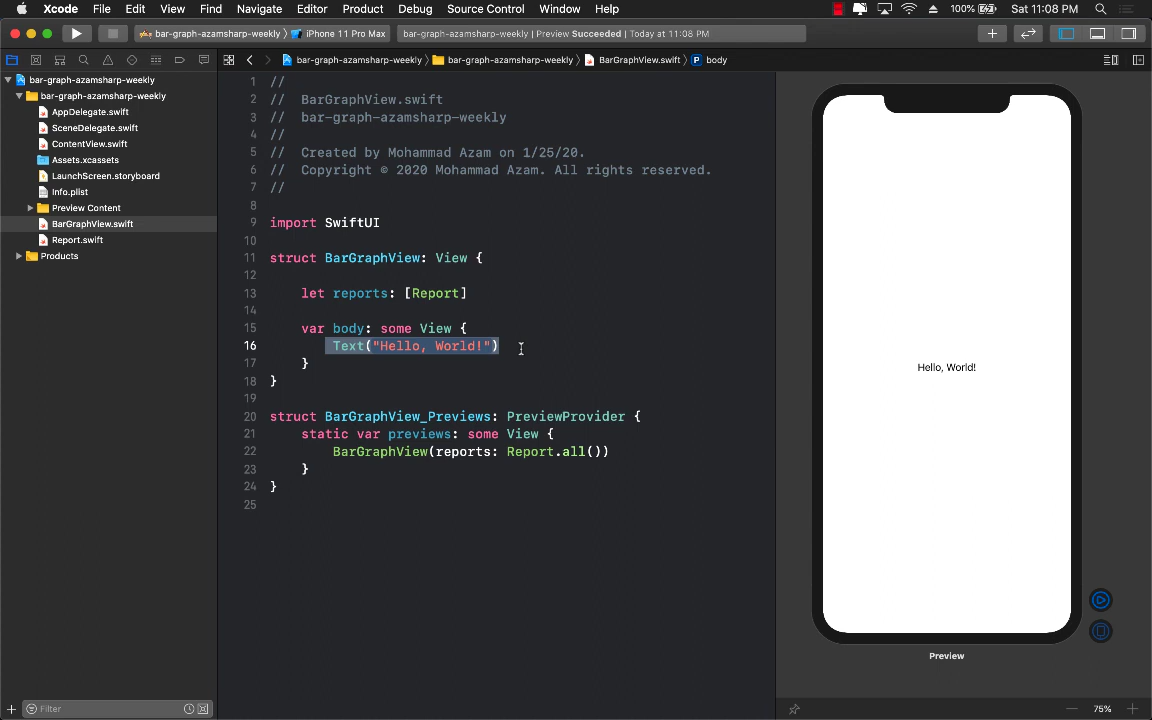 Xcode File Edit View Find Navigate Editor Product Debug Source Control Window Help 100% Sat 11:08 PM
bar-graph-azamsharp-weekly iPhone 11 Pro Max bar-graph-azamsharp-weekly | Preview Succeeded | Today at 11:08 PM
bar-graph-azamsharp-weekly bar-graph-azamsharp-weekly BarGraphView.swift P body
bar-graph-azamsharp-weekly
bar-graph-azamsharp-weekly
AppDelegate.swift
SceneDelegate.swift
ContentView.swift
Assets.xcassets
LaunchScreen.storyboard
Info.plist
Preview Content
BarGraphView.swift
Report.swift
Products
1 //
2 // BarGraphView.swift
3 // bar-graph-azamsharp-weekly
4 //
5 // Created by Mohammad Azam on 1/25/20.
6 // Copyright © 2020 Mohammad Azam. All rights reserved.
7 //
8
9 import SwiftUI
10
11 struct BarGraphView: View {
12
13 let reports: [Report]
14
15 var body: some View {
16 Text("Hello, World!")
17 }
18 }
19
20 struct BarGraphView_Previews: PreviewProvider {
21 static var previews: some View {
22 BarGraphView(reports: Report.all())
23 }
24 }
25
Hello, World!
Preview
Filter
75%